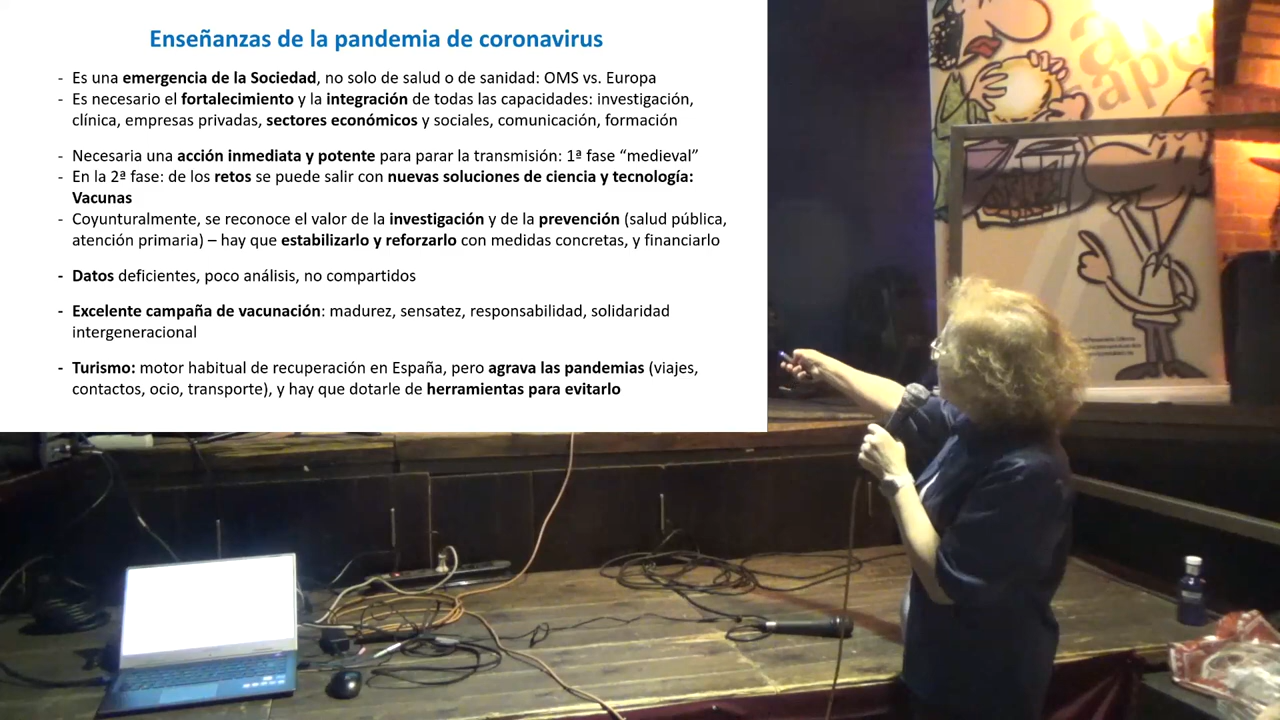 Enseñanzas de la pandemia de coronavirus
- Es una emergencia de la Sociedad, no solo de salud o de sanidad: OMS vs. Europa
- Es necesario el fortalecimiento y la integración de todas las capacidades: investigación,
clínica, empresas privadas, sectores económicos y sociales, comunicación, formación
- Necesaria una acción inmediata y potente para parar la transmisión: 1ª fase “medieval”
- En la 2ª fase: de los retos se puede salir con nuevas soluciones de ciencia y tecnología:
Vacunas
- Coyunturalmente, se reconoce el valor de la investigación y de la prevención (salud pública,
atención primaria) – hay que estabilizarlo y reforzarlo con medidas concretas, y financiarlo
- Datos deficientes, poco análisis, no compartidos
- Excelente campaña de vacunación: madurez, sensatez, responsabilidad, solidaridad
intergeneracional
- Turismo: motor habitual de recuperación en España, pero agrava las pandemias (viajes,
contactos, ocio, transporte), y hay que dotarle de herramientas para evitarlo